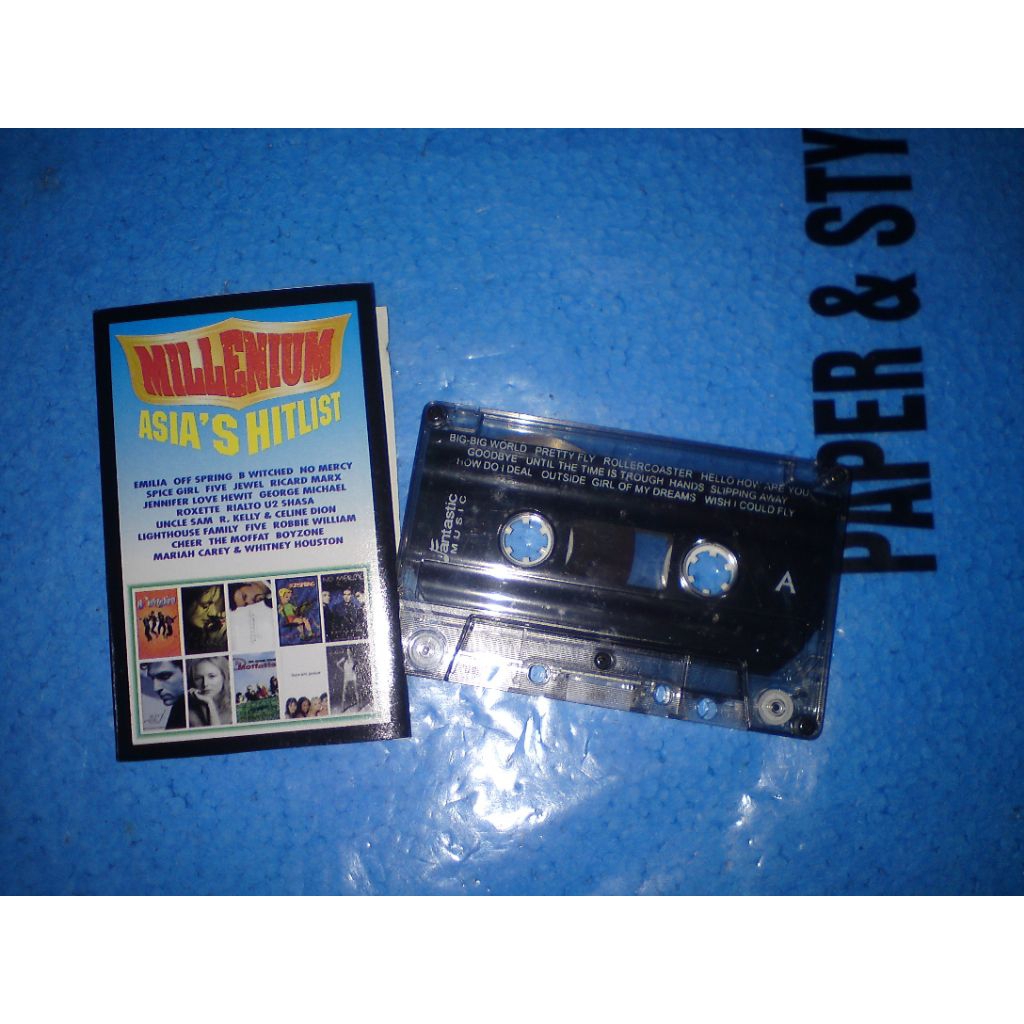 MILLENIUM
ASIA'S HITLIST
EMILIA OFF SPRING B WITCHED NO MERCY
SPICE GIRL FIVE JEWEL RICARD MARX
JENNIFER LOVE HEWIT GEORGE MICHAEL
ROXETTE RIALTO U2 SHASA
UNCLE SAM R. KELLY & CELINE DION
LIGHTHOUSE FAMILY FIVE ROBBIE WILLIAM
CHEER THE MOFFAT BOYZONE
MARIAH CAREY & WHITNEY HOUSTON
NO MERCY
Moffatts
BIG-BIG WORLD PRETTY FLY ROLLERCOASTER HELLO HOW ARE YOU
GOODBYE UNTIL THE TIME IS TROUGH HANDS SLIPPING AWAY
HOW DO I DEAL OUTSIDE GIRL OF MY DREAMS WISH I COULD FLY
fantastic
MUSIC
A
PAPER & STY